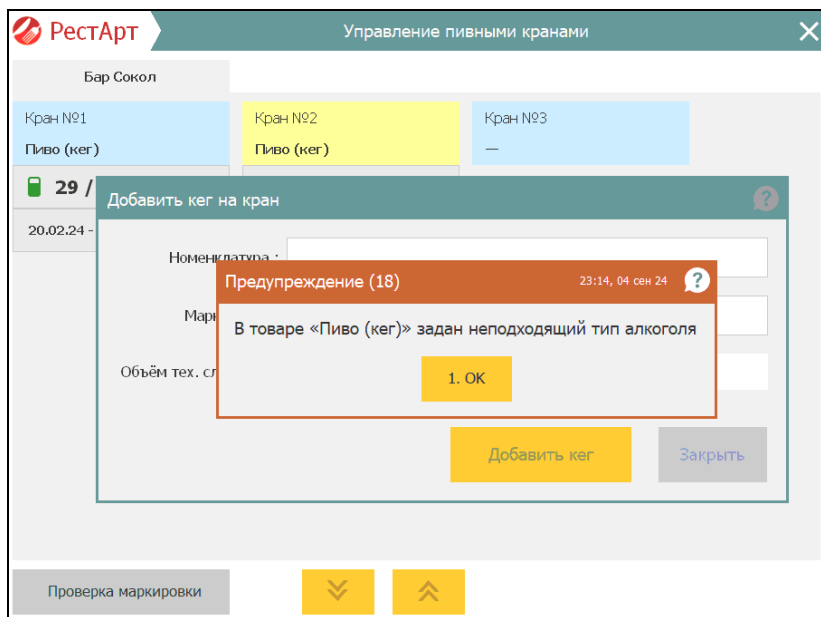 РестАрт
Управление пивными кранами
Бар Сокол
Кран №1
Пиво (кег)
Кран №2
Пиво (кег)
Кран №3
—
29 /
20.02.24 -
Добавить кег на кран
?
Номенклатура :
Предупреждение (18)
23:14, 04 сен 24
?
В товаре «Пиво (кег)» задан неподходящий тип алкоголя
1. OK
Объём тех.
Добавить кег
Закрыть
Проверка маркировки